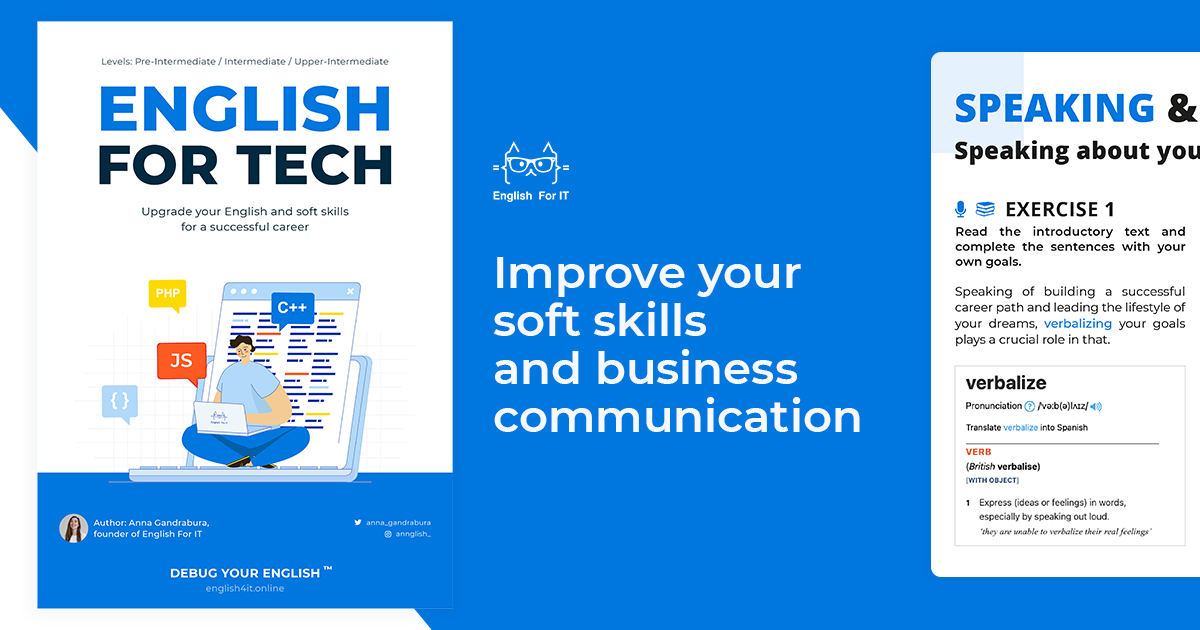 Levels: Pre-Intermediate / Intermediate / Upper-Intermediate
ENGLISH
FOR TECH
Upgrade your English and soft skills
for a successful career
PHP
C++
JS
{ }
English For IT
Author: Anna Gandrabura,
founder of English For IT
anna_gandrabura
annglish_
DEBUG YOUR ENGLISH ™
english4it.online
English For IT
Improve your
soft skills
and business
communication
SPEAKING &
Speaking about you
EXERCISE 1
Read the introductory text and
complete the sentences with your
own goals.
Speaking of building a successful
career path and leading the lifestyle of
your dreams, verbalizing your goals
plays a crucial role in that.
verbalize
Pronunciation ? /ˈvəːb(ə)lʌɪz/
Translate verbalize into Spanish
VERB
(British verbalise)
[WITH OBJECT]
1 Express (ideas or feelings) in words,
especially by speaking out loud.
‘they are unable to verbalize their real feelings’